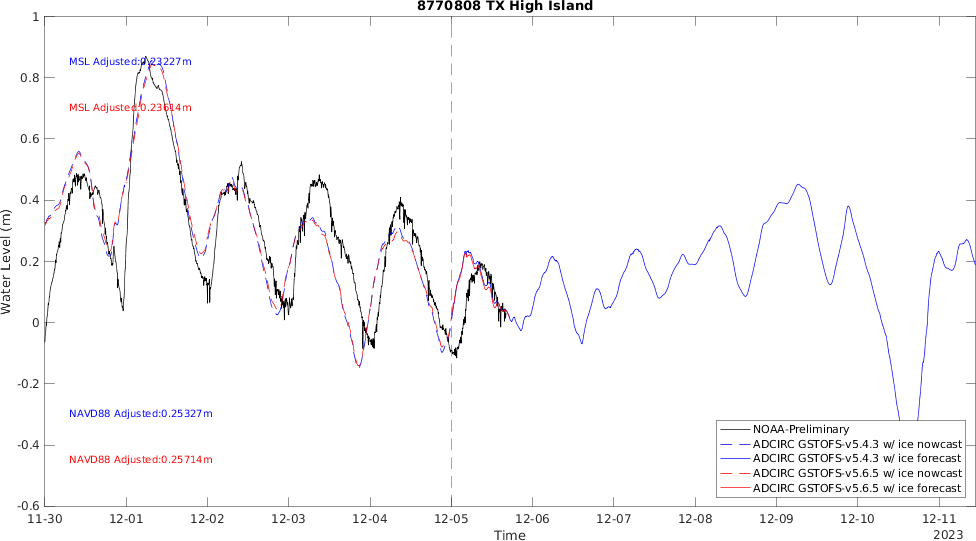 8770808 TX High Island
1
0.8
0.6
0.4
0.2
0
-0.2
-0.4
-0.6
Water Level (m)
MSL Adjusted:0.23227m
MSL Adjusted:0.23614m
NAVD88 Adjusted:0.25327m
NAVD88 Adjusted:0.25714m
NOAA-Preliminary
ADCIRC GSTOFS-v5.4.3 w/ ice nowcast
ADCIRC GSTOFS-v5.4.3 w/ ice forecast
ADCIRC GSTOFS-v5.6.5 w/ ice nowcast
ADCIRC GSTOFS-v5.6.5 w/ ice forecast
11-30 12-01 12-02 12-03 12-04 12-05 12-06 12-07 12-08 12-09 12-10 12-11
Time
2023